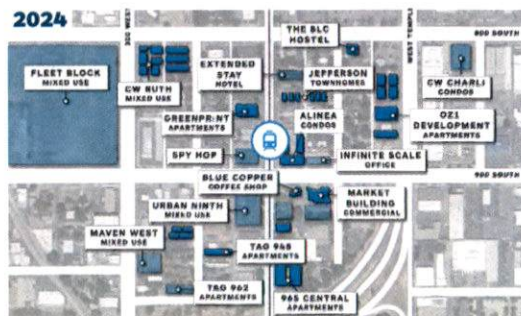 2024
300 WEST
WEST TEMPLE
800 SOUTH
THE BLC
HOSTEL
FLEET BLOCK
MIXED USE
CW RUTH
MIXED USE
EXTENDED
STAY
HOTEL
JEFFERSON
TOWNHOMES
CW CHARLI
CONDOS
GREENPRINT
APARTMENTS
ALINEA
CONDOS
OZ1
DEVELOPMENT
APARTMENTS
SPY HOP
INFINITE SCALE
OFFICE
900 SOUTH
BLUE COPPER
COFFEE SHOP
URBAN NINTH
MIXED USE
MARKET
BUILDING
COMMERCIAL
MAVEN WEST
MIXED USE
TAG 948
APARTMENTS
TAG 962
APARTMENTS
965 CENTRAL
APARTMENTS